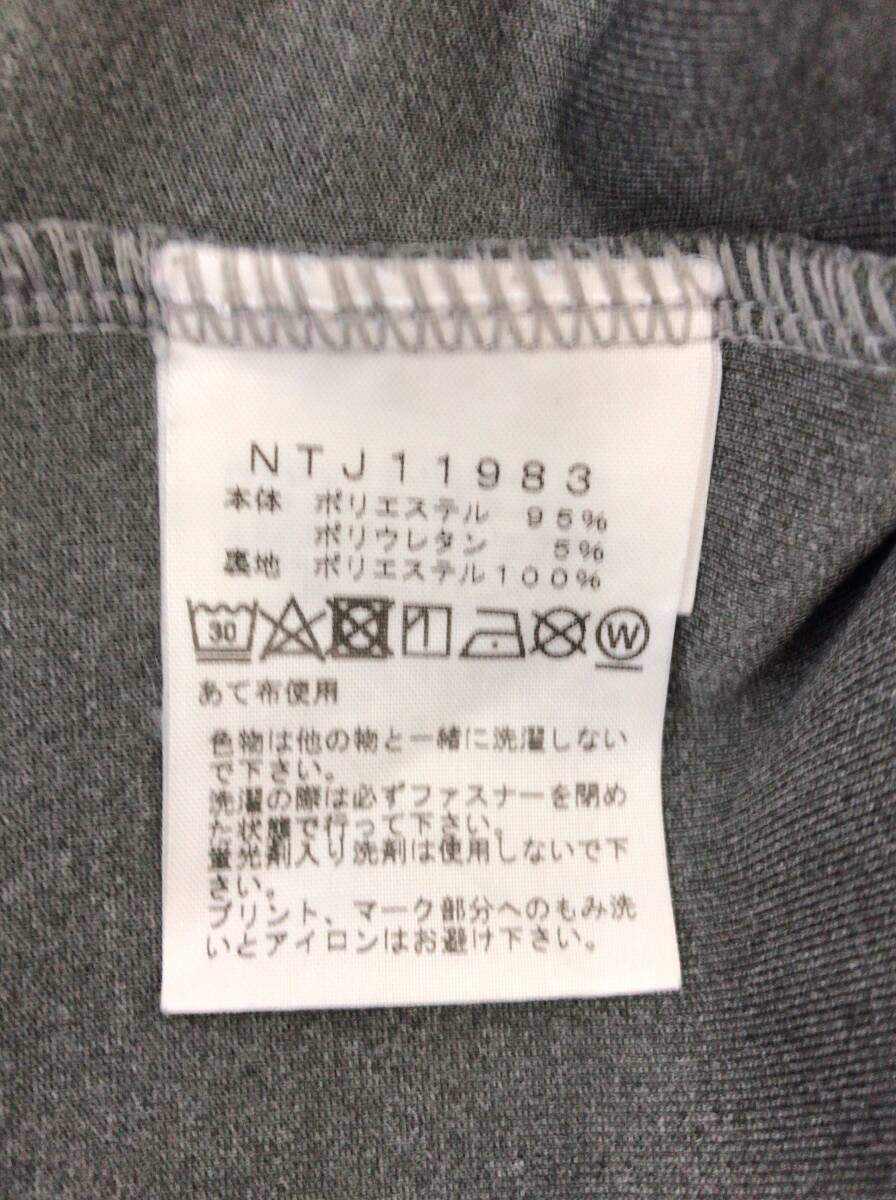 NTJ11983
本体 ポリエステル 95%
ポリウレタン 5%
裏地 ポリエステル100%
30 W
あて布使用
色物は他の物と一緒に洗濯しない
で下さい。
洗濯の際は必ずファスナーを閉め
た状態で行って下さい。
蛍光剤入り洗剤は使用しないで下
さい。
プリント、マーク部分へのもみ洗
いとアイロンはお避け下さい。